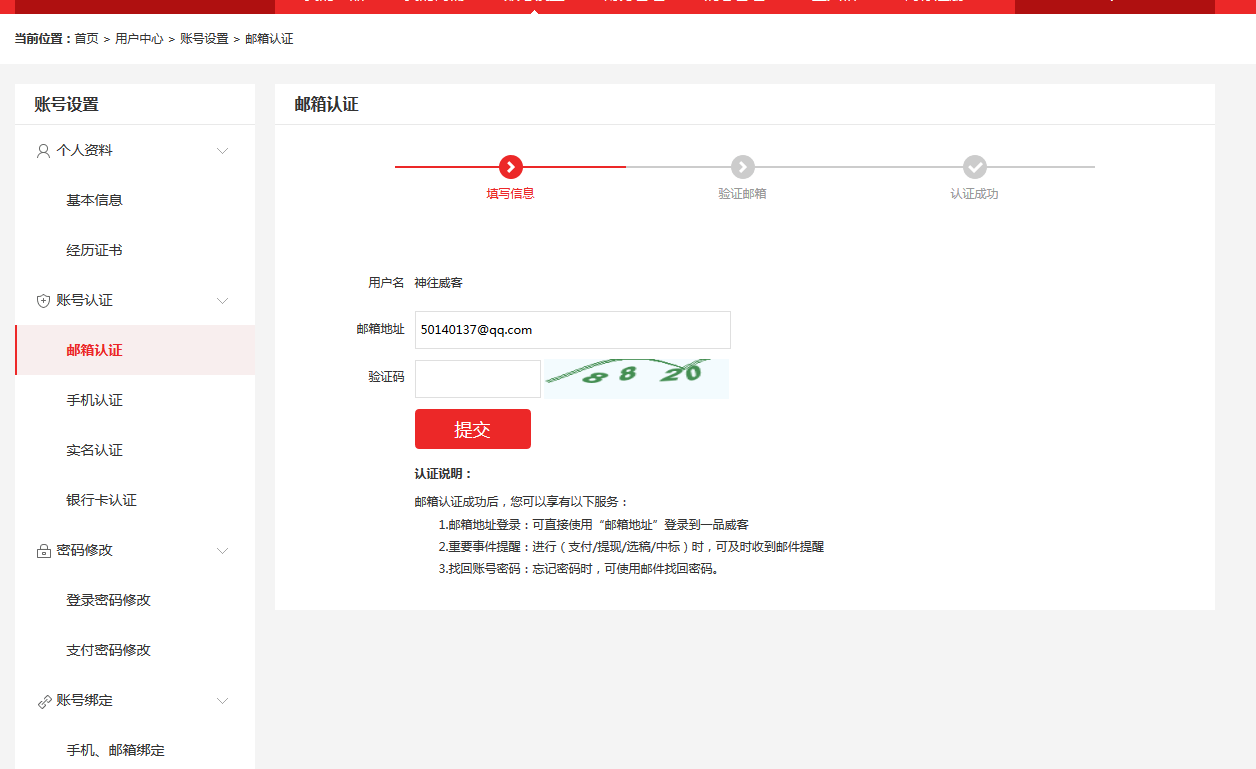 当前位置：首页 > 用户中心 > 账号设置 > 邮箱认证
账号设置
个人资料
基本信息
经历证书
账号认证
邮箱认证
手机认证
实名认证
银行卡认证
密码修改
登录密码修改
支付密码修改
账号绑定
手机、邮箱绑定
邮箱认证
填写信息
验证邮箱
认证成功
用户名 神往威客
邮箱地址 50140137@qq.com
验证码 8 8 20
提交
认证说明：
邮箱认证成功后，您可以享有以下服务：
1.邮箱地址登录：可直接使用“邮箱地址”登录到一品威客
2.重要事件提醒：进行（支付/提现/选稿/中标）时，可及时收到邮件提醒
3.找回账号密码：忘记密码时，可使用邮件找回密码。